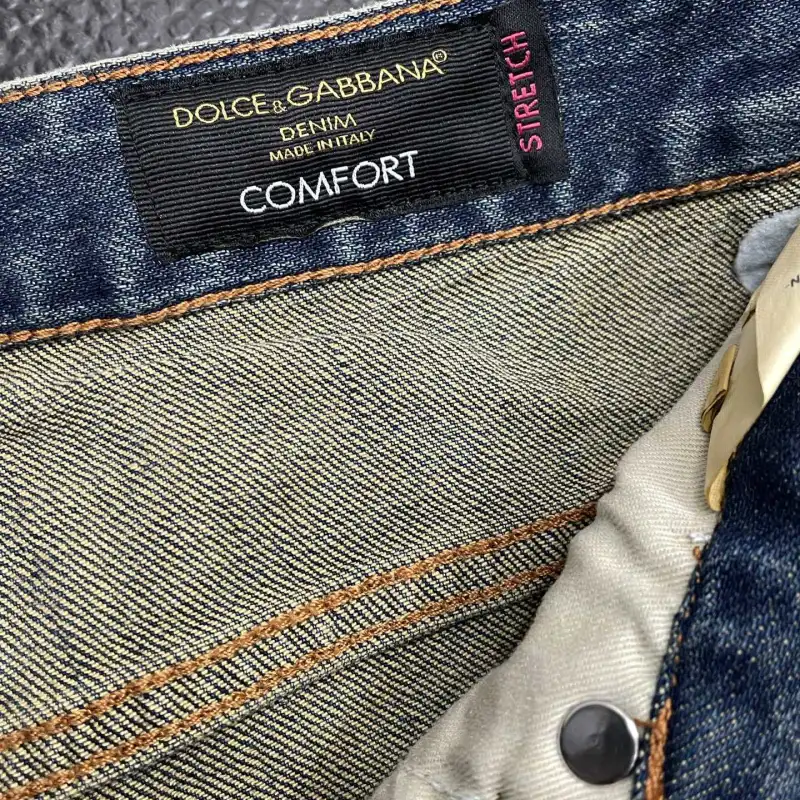 DOLCE&GABBANA®
DENIM
MADE IN ITALY
COMFORT
STRETCH